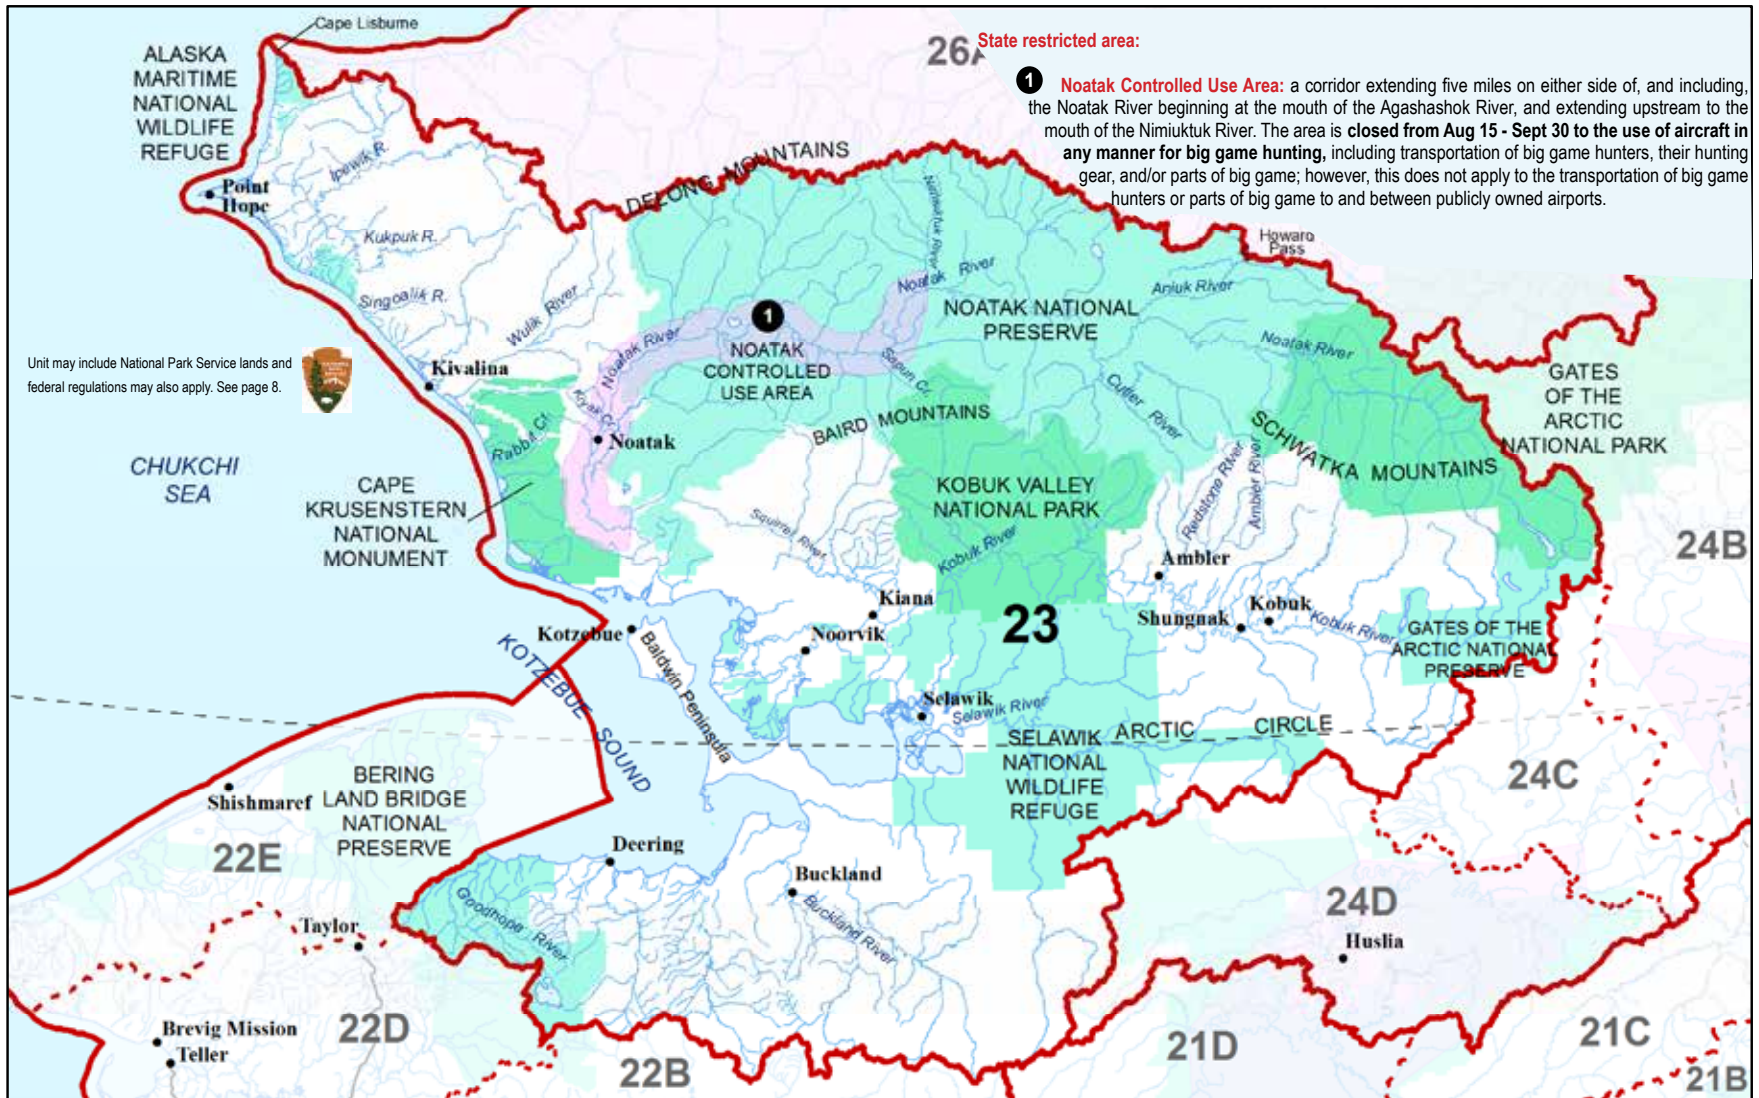 Cape Lisburne
ALASKA
MARITIME
NATIONAL
WILDLIFE
REFUGE
26A
State restricted area:
1 Noatak Controlled Use Area: a corridor extending five miles on either side of, and including,
the Noatak River beginning at the mouth of the Agashashok River, and extending upstream to the
mouth of the Nimiuktuk River. The area is closed from Aug 15 - Sept 30 to the use of aircraft in
any manner for big game hunting, including transportation of big game hunters, their hunting
gear, and/or parts of big game; however, this does not apply to the transportation of big game
hunters or parts of big game to and between publicly owned airports.
Ipewik R.
Point
Hope
DELONG MOUNTAINS
Nimiuktuk River
Kukpuk R.
Howard
Pass
Singoalik R.
Wulik River
Noatak River
Aniuk River
1
NOATAK NATIONAL
PRESERVE
Noatak River
NOATAK
CONTROLLED
USE AREA
Sapun Cr.
Noatak River
Unit may include National Park Service lands and
federal regulations may also apply. See page 8.
Kivalina
Kiyak Cr.
Cutler River
GATES
OF THE
ARCTIC
NATIONAL PARK
BAIRD MOUNTAINS
SCHWATKA MOUNTAINS
Rabbit Cr.
Noatak
CHUKCHI
SEA
CAPE
KRUSENSTERN
NATIONAL
MONUMENT
KOBUK VALLEY
NATIONAL PARK
Redstone River
Ambler River
Squirrel River
Kobuk River
24B
Ambler
Kiana
Kobuk
Shungnak
Kobuk River
Kotzebue
Noorvik
23
GATES OF THE
ARCTIC NATIONAL
PRESERVE
Baldwin Peninsula
KOTZEBUE SOUND
Selawik
Selawik River
ARCTIC CIRCLE
SELAWIK
NATIONAL
WILDLIFE
REFUGE
24C
BERING
LAND BRIDGE
NATIONAL
PRESERVE
Shishmaref
22E
Deering
Buckland
Goodhope River
Buckland River
24D
Taylor
Huslia
Brevig Mission
Teller
22D
21D
21C
22B
21B